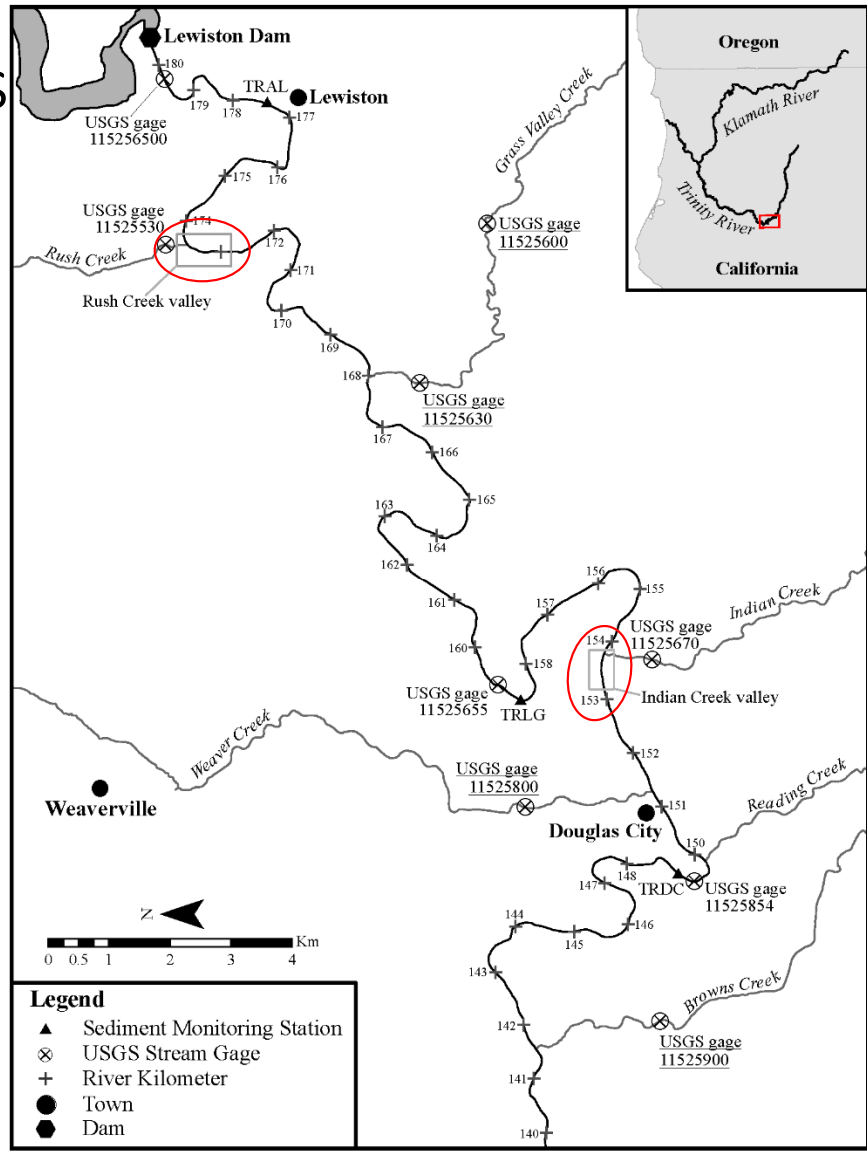 S
Lewiston Dam
180
179
178
TRAL
Lewiston
177
USGS gage
115256500
176
175
174
USGS gage
11525530
Rush Creek
Rush Creek valley
172
171
170
169
168
Grass Valley Creek
USGS gage
11525600
USGS gage
11525630
167
166
165
164
163
162
161
160
USGS gage
11525655
TRLG
158
157
156
155
154
Indian Creek
USGS gage
11525670
Indian Creek valley
153
152
Weaver Creek
Weaverville
USGS gage
11525800
Douglas City
151
150
Reading Creek
TRDC
USGS gage
11525854
148
147
146
145
144
143
142
141
140
Browns Creek
USGS gage
11525900
N
0 0.5 1 2 3 4 Km
Legend
Sediment Monitoring Station
USGS Stream Gage
River Kilometer
Town
Dam
Oregon
Klamath River
Trinity River
California